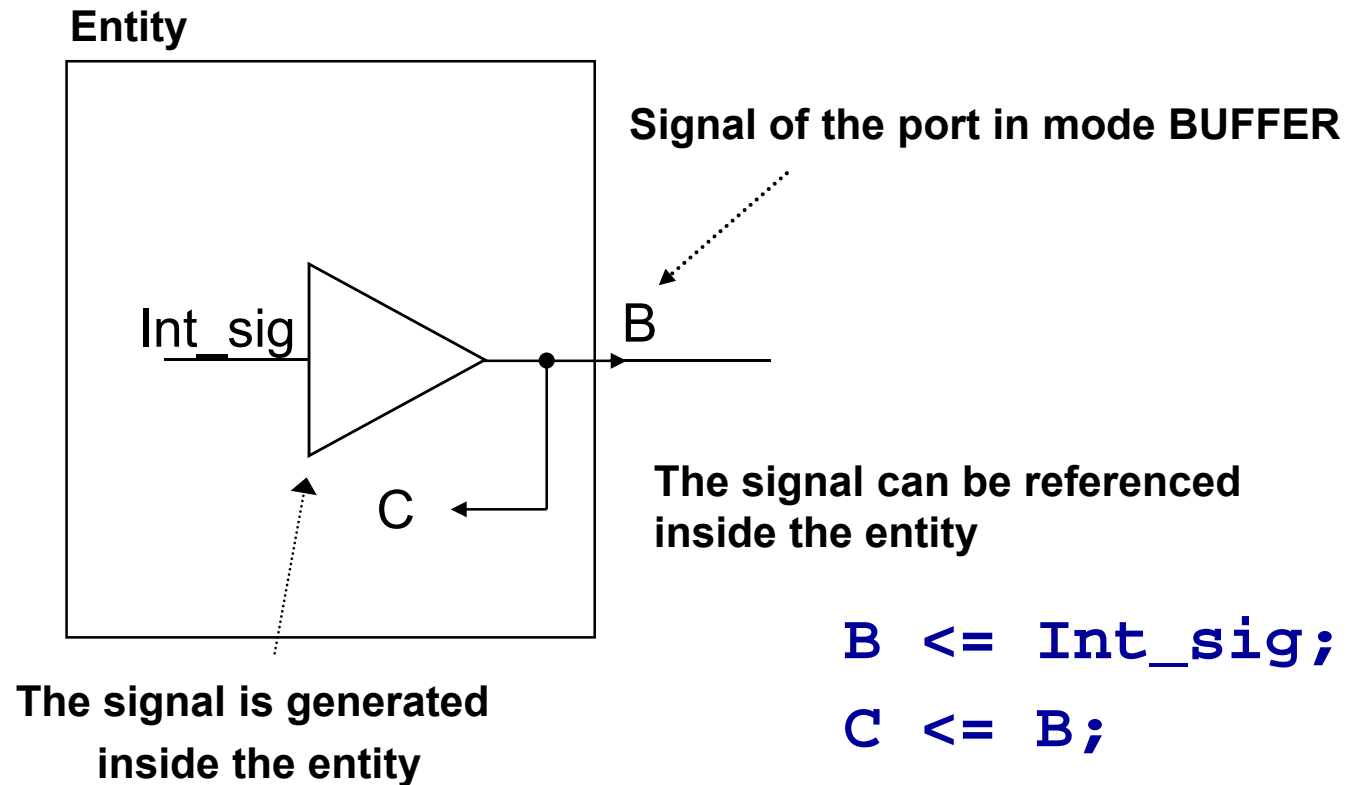 Entity
Signal of the port in mode BUFFER
Int_sig
B
C
The signal can be referenced
inside the entity
B <= Int_sig;
C <= B;
The signal is generated
inside the entity